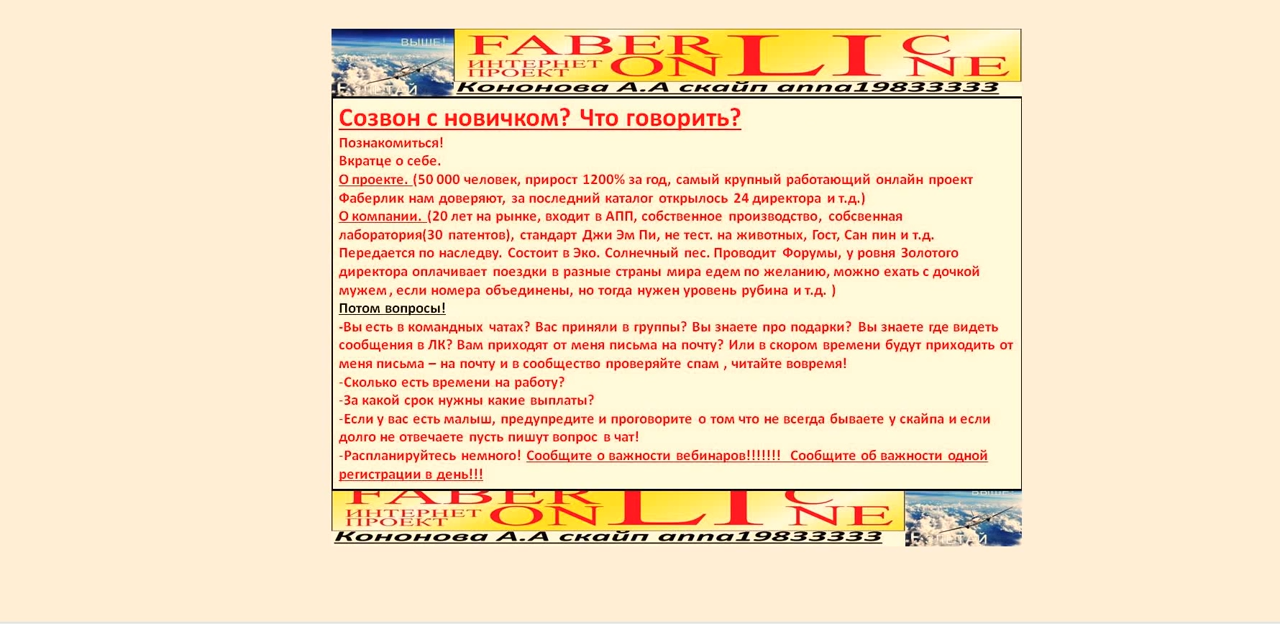 ВЫШЕ!
FABERLIC
ИНТЕРНЕТ ПРОЕКТ ONLINE
Кононова А.А скайп anna19833333
Созвон с новичком? Что говорить?
Познакомиться!
Вкратце о себе.
О проекте. (50 000 человек, прирост 1200% за год, самый крупный работающий онлайн проект
Фаберлик нам доверяют, за последний каталог открылось 24 директора и т.д.)
О компании. (20 лет на рынке, входит в АПП, собственное производство, собсвенная
лаборатория(30 патентов), стандарт Джи Эм Пи, не тест. на животных, Гост, Сан пин и т.д.
Передается по наследву. Состоит в Эко. Солнечный пес. Проводит Форумы, у ровня Золотого
директора оплачивает поездки в разные страны мира едем по желанию, можно ехать с дочкой
мужем , если номера объединены, но тогда нужен уровень рубина и т.д. )
Потом вопросы!
-Вы есть в командных чатах? Вас приняли в группы? Вы знаете про подарки? Вы знаете где видеть
сообщения в ЛК? Вам приходят от меня письма на почту? Или в скором времени будут приходить от
меня письма – на почту и в сообщество проверяйте спам , читайте вовремя!
-Сколько есть времени на работу?
-За какой срок нужны какие выплаты?
-Если у вас есть малыш, предупредите и проговорите о том что не всегда бываете у скайпа и если
долго не отвечаете пусть пишут вопрос в чат!
-Распланируйтесь немного! Сообщите о важности вебинаров!!!!!!! Сообщите об важности одной
регистрации в день!!!
FABERLIC
ИНТЕРНЕТ ПРОЕКТ ONLINE
Кононова А.А скайп anna19833333
ВЫШЕ!